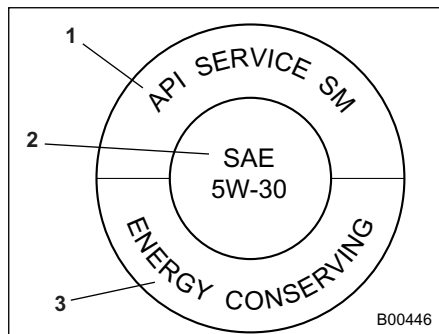 1
API SERVICE SM
2
SAE
5W-30
ENERGY CONSERVING
3
B00446